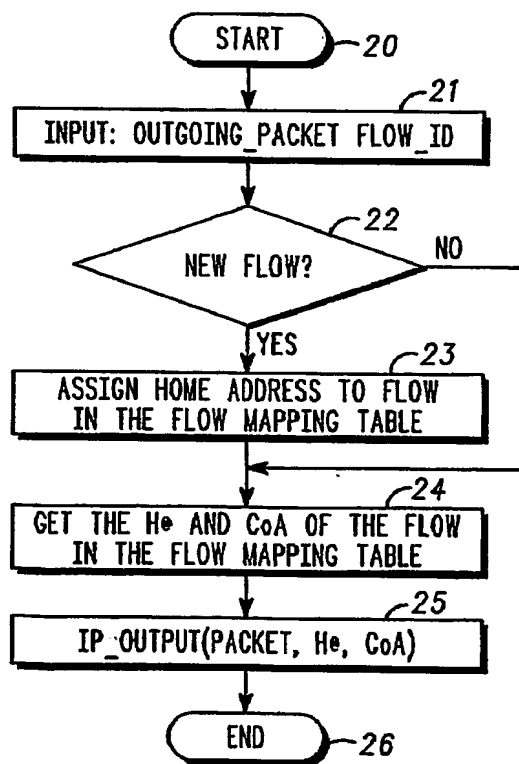 START
20
21
INPUT: OUTGOING_PACKET FLOW_ID
22
NEW FLOW?
NO
YES
23
ASSIGN HOME ADDRESS TO FLOW
IN THE FLOW MAPPING TABLE
24
GET THE He AND CoA OF THE FLOW
IN THE FLOW MAPPING TABLE
25
IP_OUTPUT(PACKET, He, CoA)
END
26